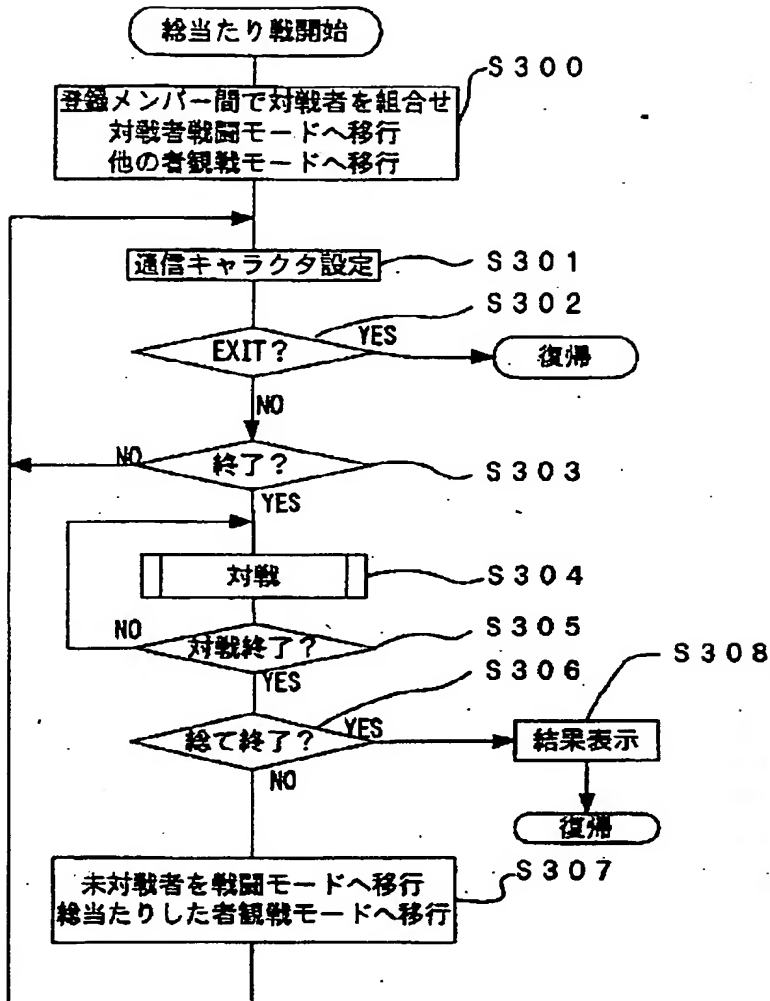 総当たり戦開始
S300
登録メンバー間で対戦者を組合せ
対戦者戦闘モードへ移行
他の者観戦モードへ移行
通信キャラクタ設定
S301
S302
EXIT?
YES
復帰
NO
終了?
NO
S303
YES
対戦
S304
NO
対戦終了?
S305
YES
S306
S308
総て終了?
YES
結果表示
NO
復帰
S307
未対戦者を戦闘モードへ移行
総当たりした者観戦モードへ移行